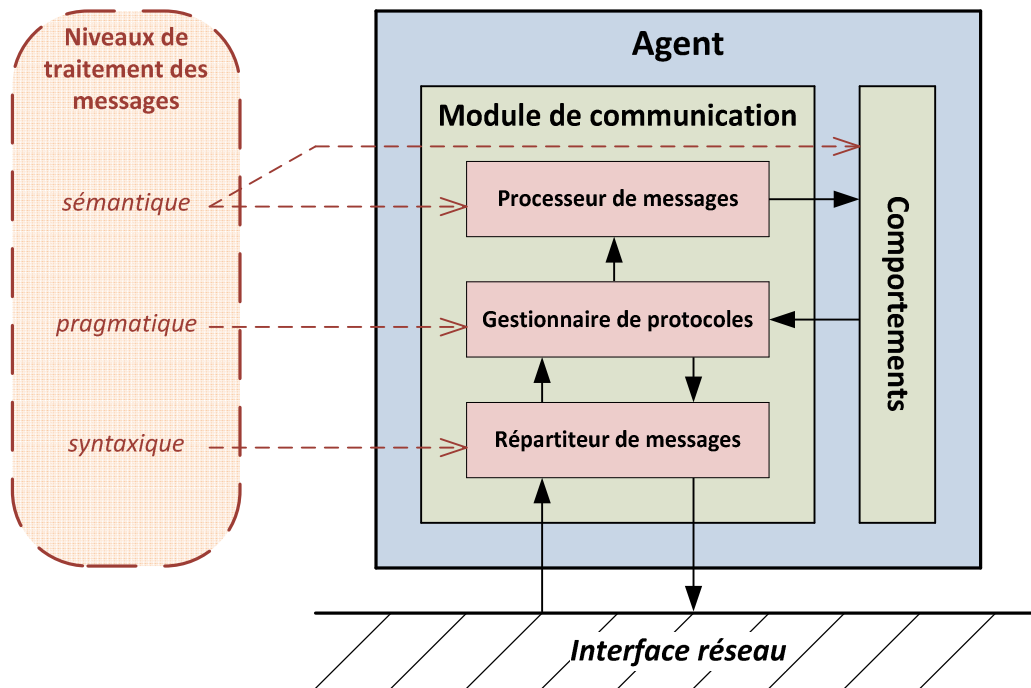 Niveaux de
traitement des
messages
sémantique
pragmatique
syntaxique
Agent
Module de communication
Processeur de messages
Gestionnaire de protocoles
Répartiteur de messages
Comportements
Interface réseau